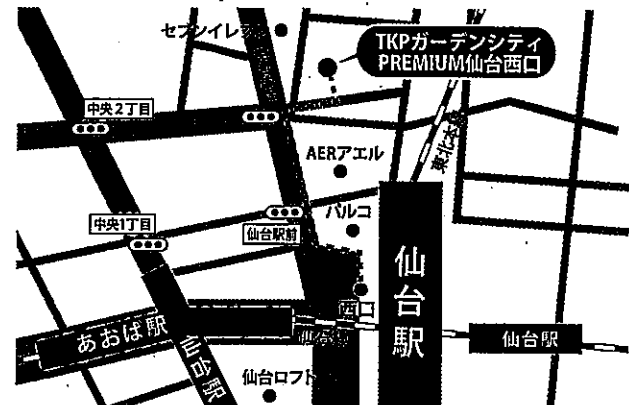 セブンイレブン
TKPガーデンシティ
PREMIUM仙台西口
中央2丁目
東北本線
AERアエル
中央1丁目
パルコ
仙台駅前
仙台駅
西口
あおば駅
仙台駅
仙台駅
仙台ロフト